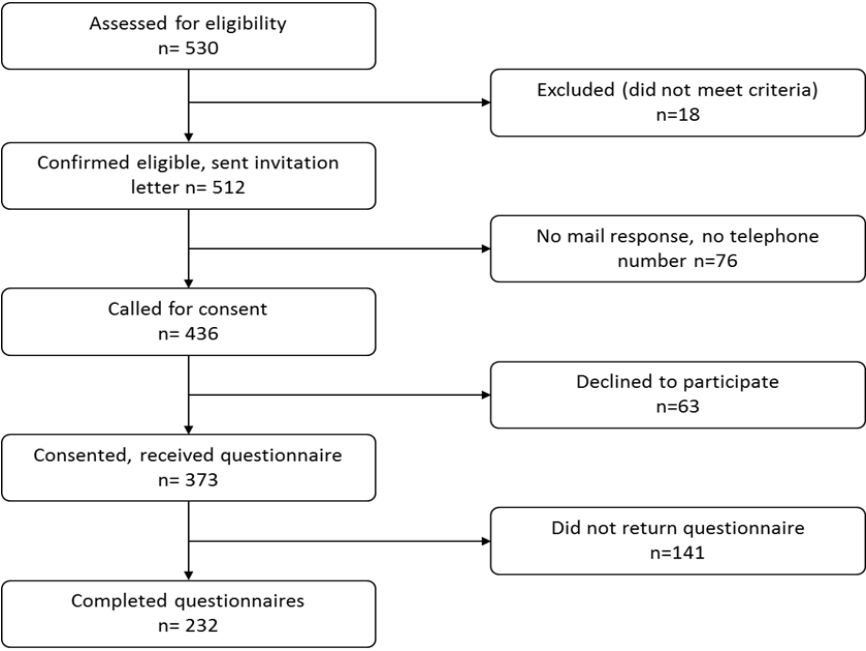 Assessed for eligibility
n= 530
Excluded (did not meet criteria)
n=18
Confirmed eligible, sent invitation
letter n= 512
No mail response, no telephone
number n=76
Called for consent
n= 436
Declined to participate
n=63
Consented, received questionnaire
n= 373
Did not return questionnaire
n=141
Completed questionnaires
n= 232